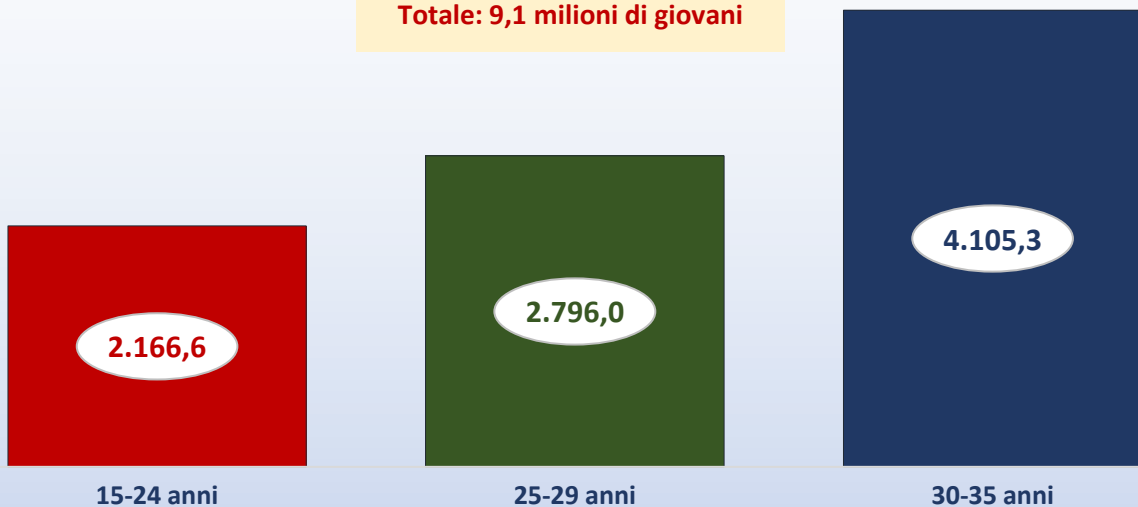 Totale: 9,1 milioni di giovani
4.105,3
2.796,0
2.166,6
15-24 anni
25-29 anni
30-35 anni